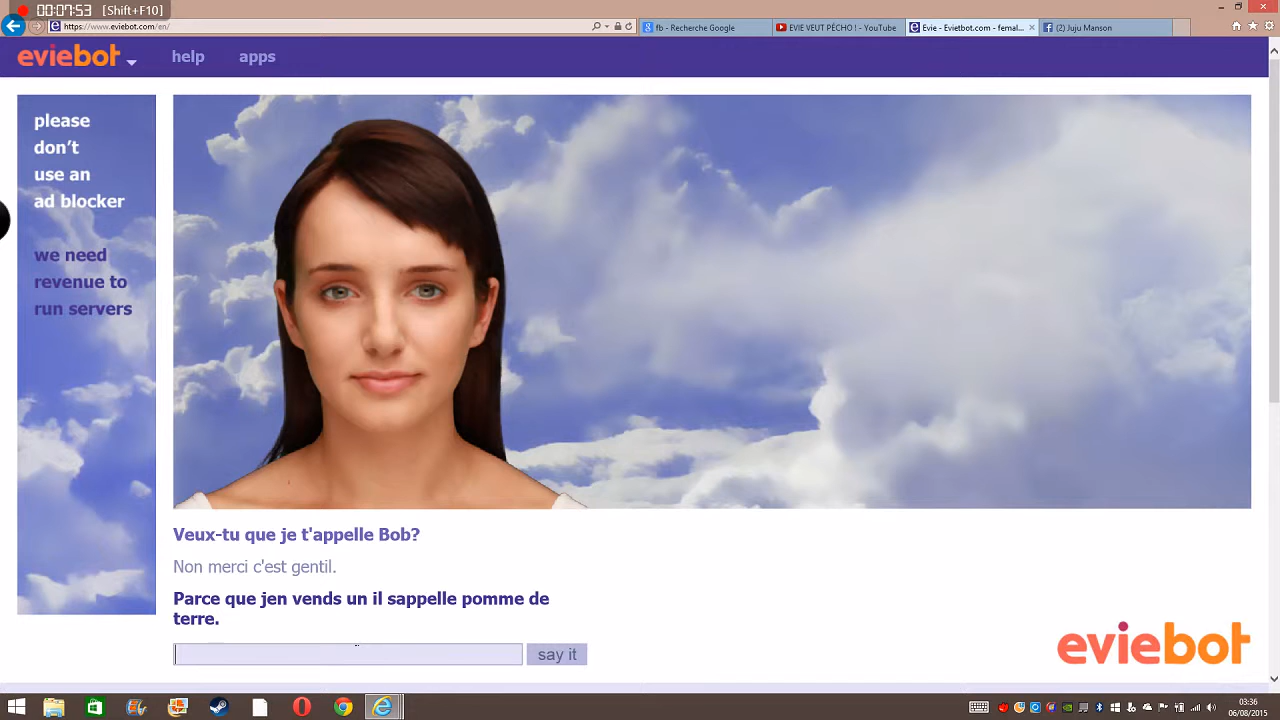 00:07:53 [Shift+F10]
https://www.eviebot.com/en/
fb - Recherche Google
EVIE VEUT PÉCHO ! - YouTube
Evie - Evietbot.com - femal...
(2) Juju Manson
eviebot
help
apps
please
don't
use an
ad blocker
we need
revenue to
run servers
Veux-tu que je t'appelle Bob?
Non merci c'est gentil.
Parce que jen vends un il sappelle pomme de
terre.
say it
eviebot
03:36
06/08/2015